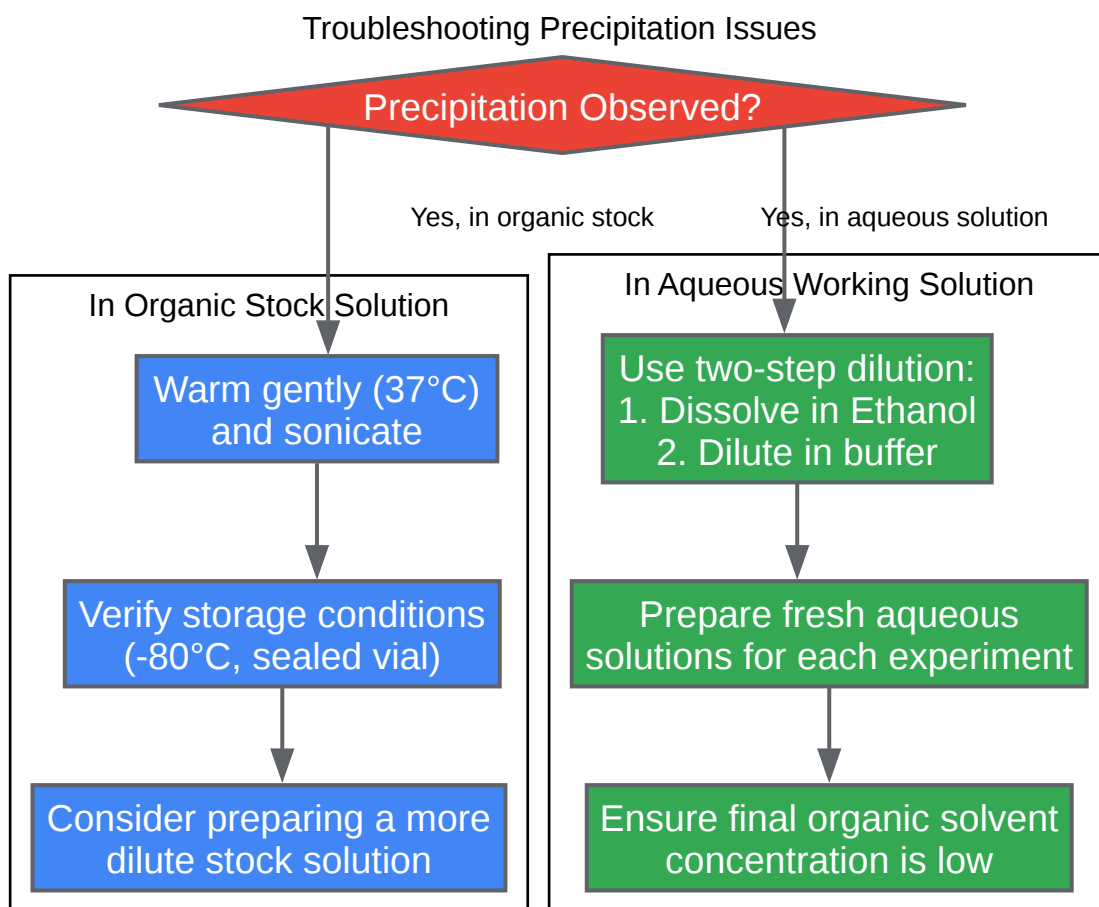 Troubleshooting Precipitation Issues
Precipitation Observed?
Yes, in organic stock
Yes, in aqueous solution
In Organic Stock Solution
Warm gently (37°C)
and sonicate
Verify storage conditions
(-80°C, sealed vial)
Consider preparing a more
dilute stock solution
In Aqueous Working Solution
Use two-step dilution:
1. Dissolve in Ethanol
2. Dilute in buffer
Prepare fresh aqueous
solutions for each experiment
Ensure final organic solvent
concentration is low